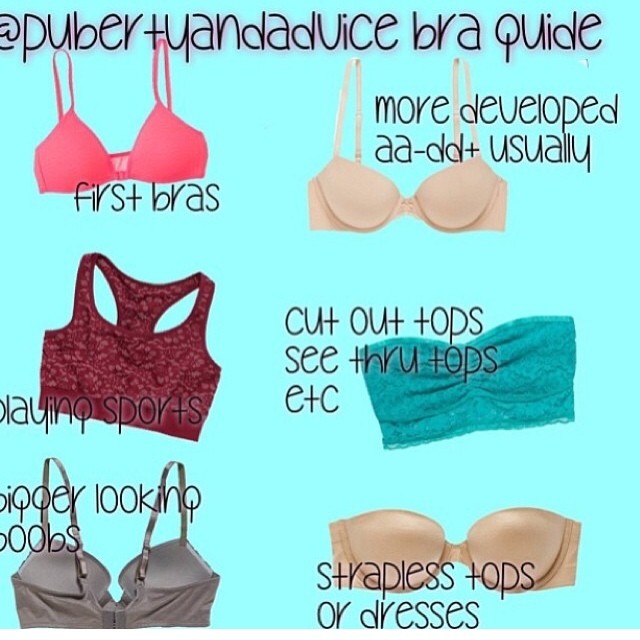 @pubertyandadvice bra guide
more developed
aa-dd+ usually
first bras
cut out tops
see thru tops
etc
playing sports
bigger looking
boobs
strapless tops
or dresses